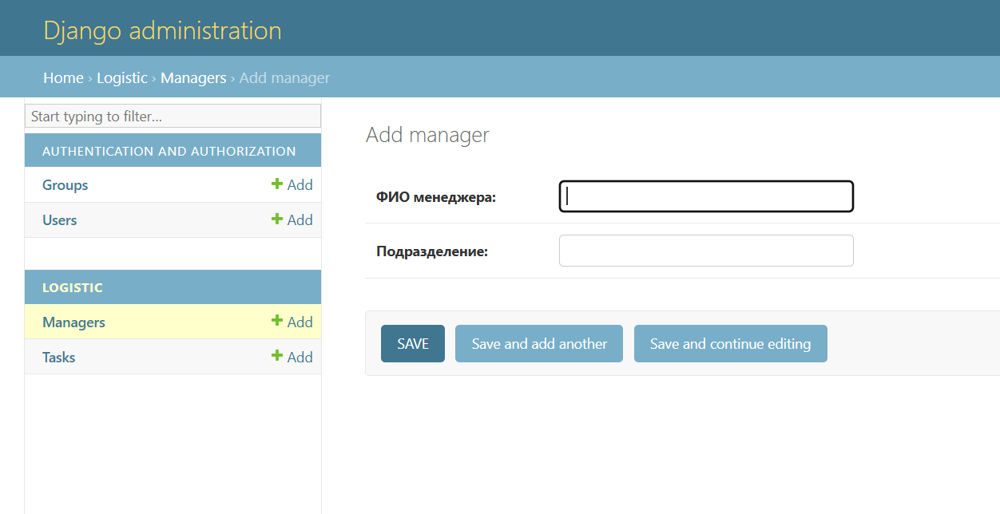 Django administration
Home › Logistic › Managers › Add manager
Start typing to filter...
AUTHENTICATION AND AUTHORIZATION
Groups + Add
Users + Add
LOGISTIC
Managers + Add
Tasks + Add
Add manager
ФИО менеджера:
Подразделение:
SAVE Save and add another Save and continue editing